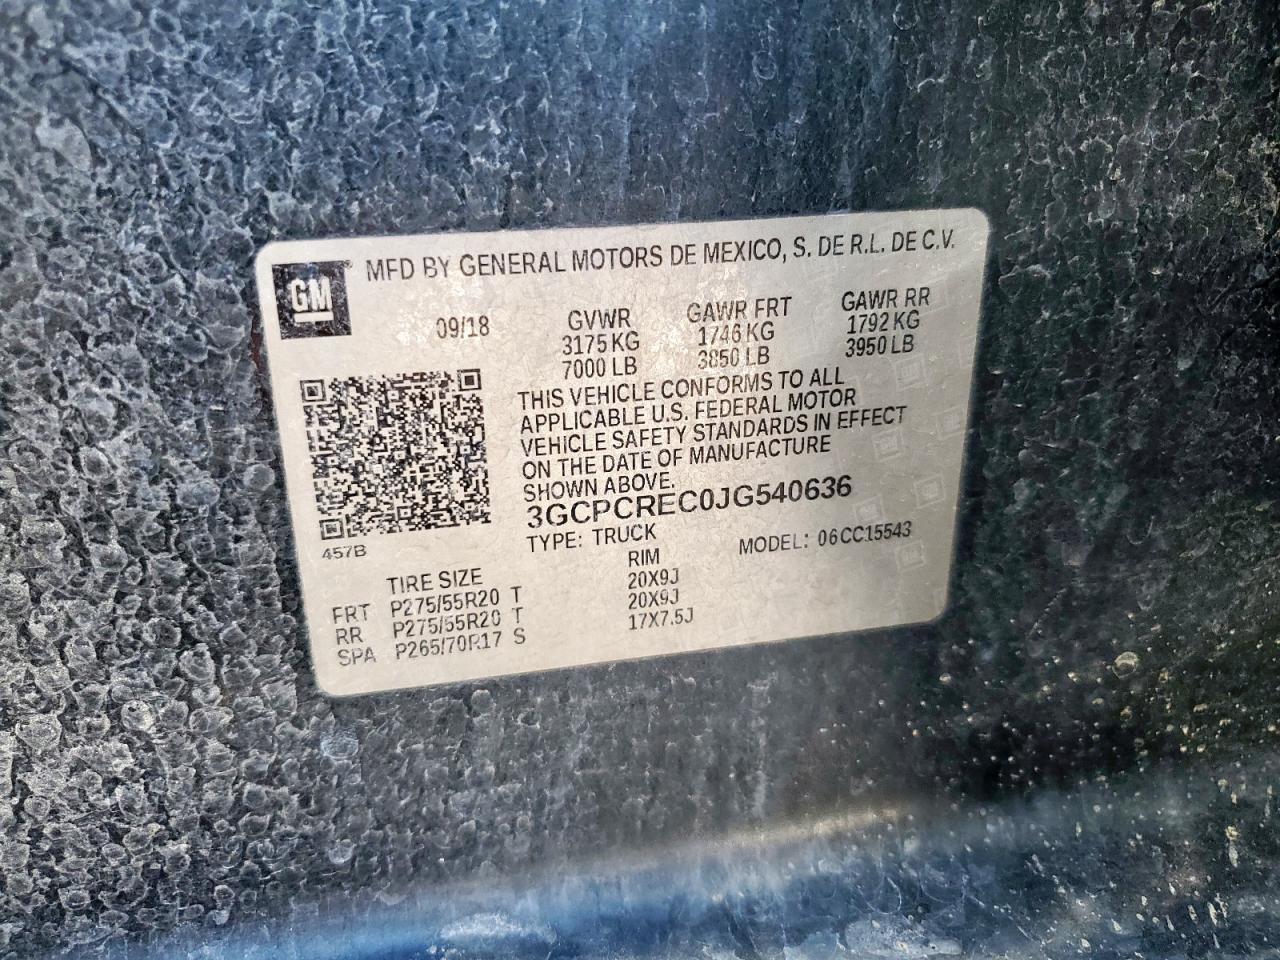 MFD BY GENERAL MOTORS DE MEXICO, S. DE R.L. DE C.V.
GM
09/18 GVWR GAWR FRT GAWR RR
3175 KG 1746 KG 1792 KG
7000 LB 3850 LB 3950 LB
THIS VEHICLE CONFORMS TO ALL
APPLICABLE U.S. FEDERAL MOTOR
VEHICLE SAFETY STANDARDS IN EFFECT
ON THE DATE OF MANUFACTURE
SHOWN ABOVE.
3GCPCREC0JG540636
457B
TYPE: TRUCK MODEL: 06CC15543
TIRE SIZE RIM
FRT P275/55R20 T 20X9J
RR P275/55R20 T 20X9J
SPA P265/70R17 S 17X7.5J